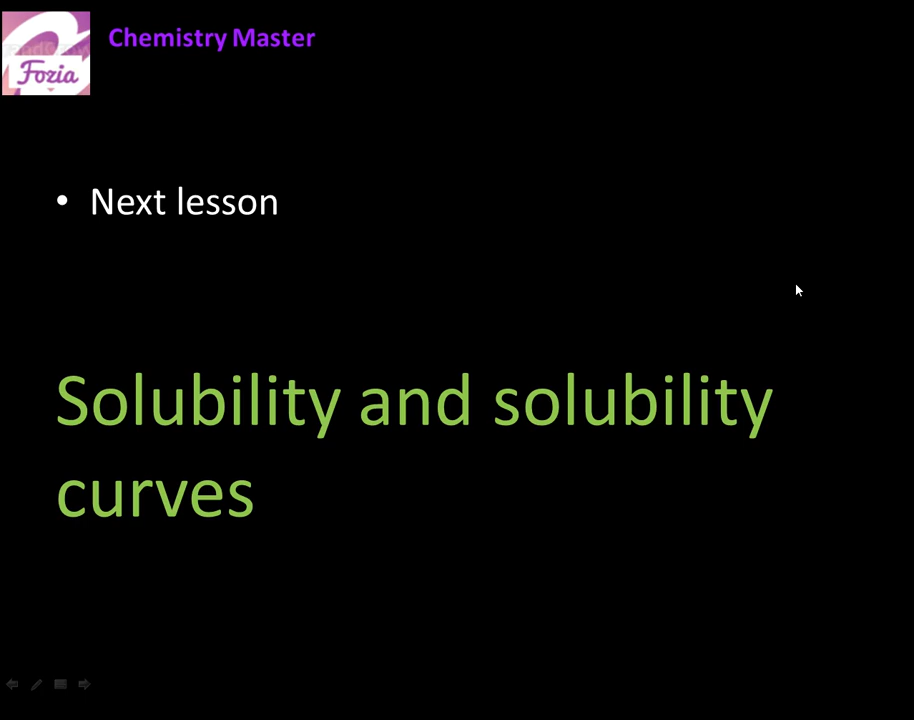 Fozia
Chemistry Master
• Next lesson
Solubility and solubility
curves